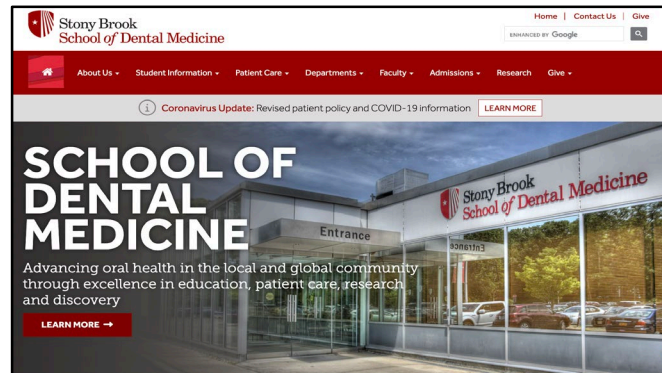 Stony Brook
School of Dental Medicine
Home | Contact Us | Give
ENHANCED BY Google
About Us Student Information Patient Care Departments Faculty Admissions Research Give
i Coronavirus Update: Revised patient policy and COVID-19 information LEARN MORE
SCHOOL OF
DENTAL
MEDICINE
Advancing oral health in the local and global community
through excellence in education, patient care, research
and discovery
LEARN MORE →
Entrance
Entrance
Stony Brook
School of Dental Medicine